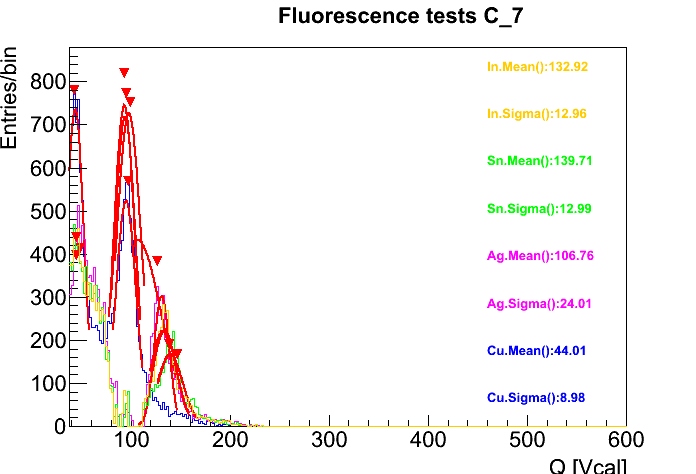 Fluorescence tests C_7
Entries/bin
800
700
600
500
400
300
200
100
0
In.Mean():132.92
In.Sigma():12.96
Sn.Mean():139.71
Sn.Sigma():12.99
Ag.Mean():106.76
Ag.Sigma():24.01
Cu.Mean():44.01
Cu.Sigma():8.98
100 200 300 400 500 600
Q [Vcal]